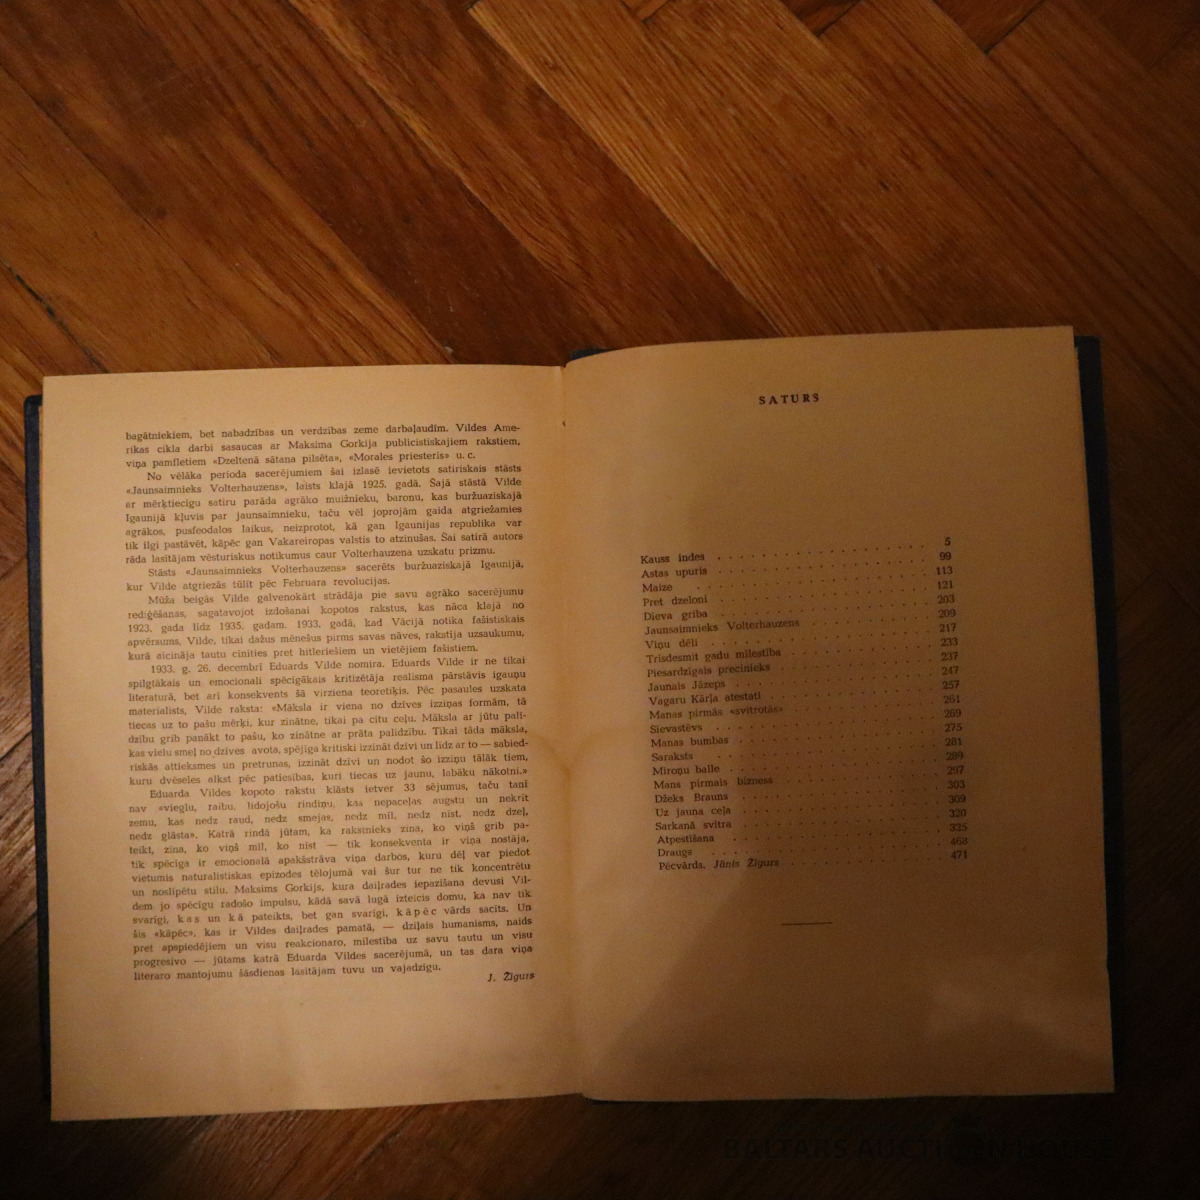 bagātniekiem, bet nabadzības un verdzības zeme darbaļaudīm. Vildes Ame-
rikas cikla darbi sasaucas ar Maksima Gorkija publicistiskajiem rakstiem,
viņa pamfletiem «Dzeltenā sātana pilsēta», «Morales priesteris» u. c.
No vēlāka perioda sacerējumiem šai izlasē ievietots satiriskais stāsts
«Jaunsaimnieks Volterhauzens», laists klajā 1925. gadā. Šajā stāstā Vilde
ar mērķtiecīgu satīru parāda agrāko muižnieku, baronu, kas buržuāziskajā
Igaunijā kļuvis par jaunsaimnieku, taču vēl joprojām gaida atgriežamies
agrākos, pusfeodālos laikus, neizprotot, kā gan Igaunijas republika var
tik ilgi pastāvēt, kāpēc gan Vakareiropas valstis to atzinušas. Šai satīrā autors
rāda lasītājam vēsturiskus notikumus caur Volterhauzena uzskatu prizmu.
Stāsts «Jaunsaimnieks Volterhauzens» sacerēts buržuāziskajā Igaunijā,
kur Vilde atgriezās tūlīt pēc Februāra revolūcijas.
Mūža beigās Vilde galvenokārt strādāja pie savu agrāko sacerējumu
rediģēšanas, sagatavojot izdošanai kopotos rakstus, kas nāca klajā no
1923. gada līdz 1935. gadam. 1933. gadā, kad Vācijā notika fašistiskais
apvērsums, Vilde, tikai dažus mēnešus pirms savas nāves, rakstīja uzsaukumu,
kurā aicināja tautu cīnīties pret hitleriešiem un vietējiem fašistiem.
1933. g. 26. decembrī Eduards Vilde nomira. Eduards Vilde ir ne tikai
spilgtākais un emocionāli spēcīgākais kritizētāja reālisma pārstāvis igauņu
literatūrā, bet arī konsekvents šā virziena teorētiķis. Pēc pasaules uzskata
materiālists, Vilde raksta: «Māksla ir viena no dzīves izziņas formām, tā
tiecas uz to pašu mērķi, kur zinātne, tikai pa citu ceļu. Māksla ar jūtu palī-
dzību grib panākt to pašu, ko zinātne ar prāta palīdzību. Tikai tāda māksla,
kas vielu smeļ no dzīves avota, spējīga kritiski izzināt dzīvi un līdz ar to — sabied-
riskās attieksmes un pretrunas, izzināt dzīvi un nodot šo izziņu tālāk tiem,
kuru dvēseles alkst pēc patiesības, kuri tiecas uz jaunu, labāku nākotni.»
Eduarda Vildes kopoto rakstu klāsts ietver 33 sējumus, taču tanī
nav «vieglu, raibu, lidojošu rindiņu, kas nepaceļas augstu un nekrīt
zemu, kas nedz raud, nedz smejas, nedz mīl, nedz nīst, nedz dzeļ,
nedz glāsta». Katrā rindā jūtam, ka rakstnieks zina, ko viņš grib pa-
teikt, zina, ko viņš mīl, ko nīst — tik konsekventa ir viņa nostāja,
tik spēcīga ir emocionālā apakšstrāva viņa darbos, kuru dēļ var piedot
vietumis naturālistiskas epizodes tēlojumā vai šur tur ne tik koncentrētu
un noslīpētu stilu. Maksims Gorkijs, kura daiļrades iepazīšana devusi Vil-
dem jo spēcīgu radošo impulsu, kādā savā lugā izteicis domu, ka nav tik
svarīgi, kas un kā pateikts, bet gan svarīgi, kāpēc vārds sacīts. Un
šis «kāpēc», kas ir Vildes daiļrades pamatā, — dziļais humānisms, naids
pret apspiedējiem un visu reakcionāro, mīlestība uz savu tautu un visu
progresīvo — jūtams katrā Eduarda Vildes sacerējumā, un tas dara viņa
literāro mantojumu šāsdienas lasītājam tuvu un vajadzīgu.
J. Žīgurs
SATURS
Kauss indes 5
Astas upuris 99
Maize 113
Pret dzeloni 121
Dieva griba 203
Jaunsaimnieks Volterhauzens 209
Viņu dēli 217
Trīsdesmit gadu mīlestība 233
Piesardzīgais precinieks 237
Jaunais Jāzeps 247
Vagaru Kārļa atestāti 257
Manas pirmās «svītrotās» 261
Sievastēvs 269
Manas bumbas 275
Saraksts 281
Miroņu balle 289
Mans pirmais bizness 297
Džeks Brauns 303
Uz jauna ceļa 309
Sarkanā svītra 320
Atpestīšana 335
Draugs 468
Pēcvārds. Jānis Žīgurs 471
BALTARS AUCTION HOUSE